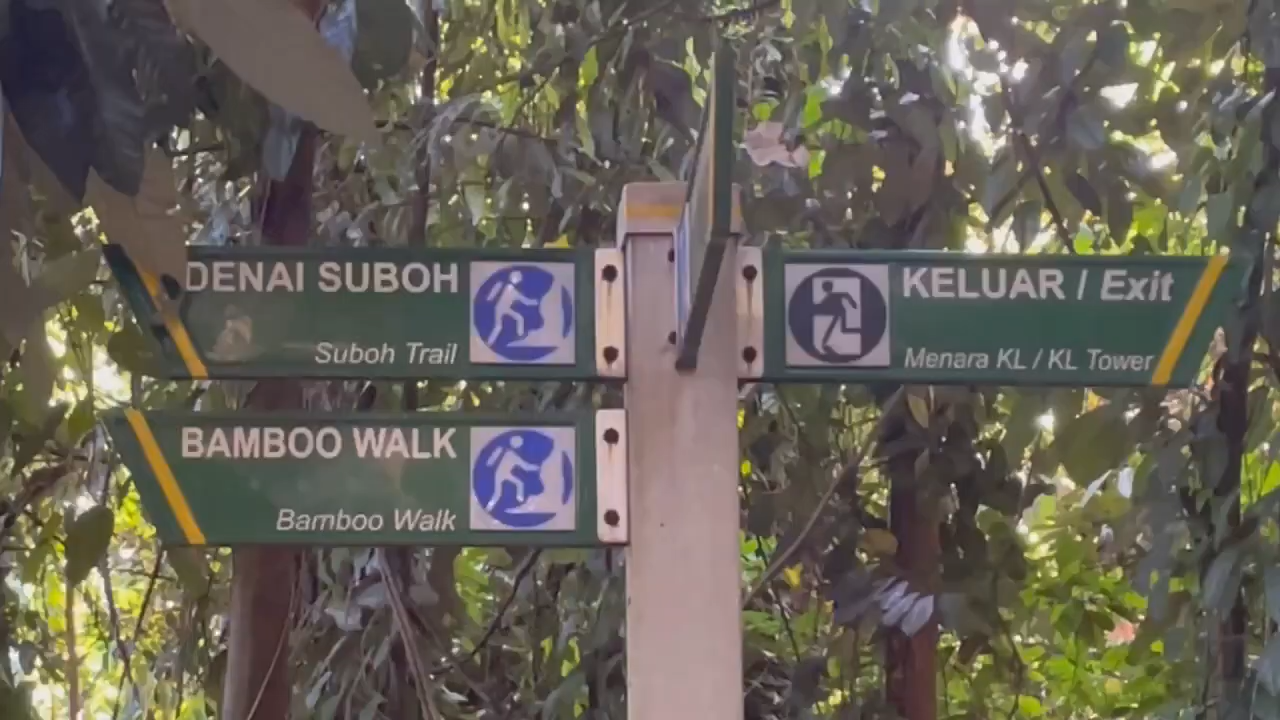 DENAI SUBOH
Suboh Trail
KELUAR / Exit
Menara KL / KL Tower
BAMBOO WALK
Bamboo Walk